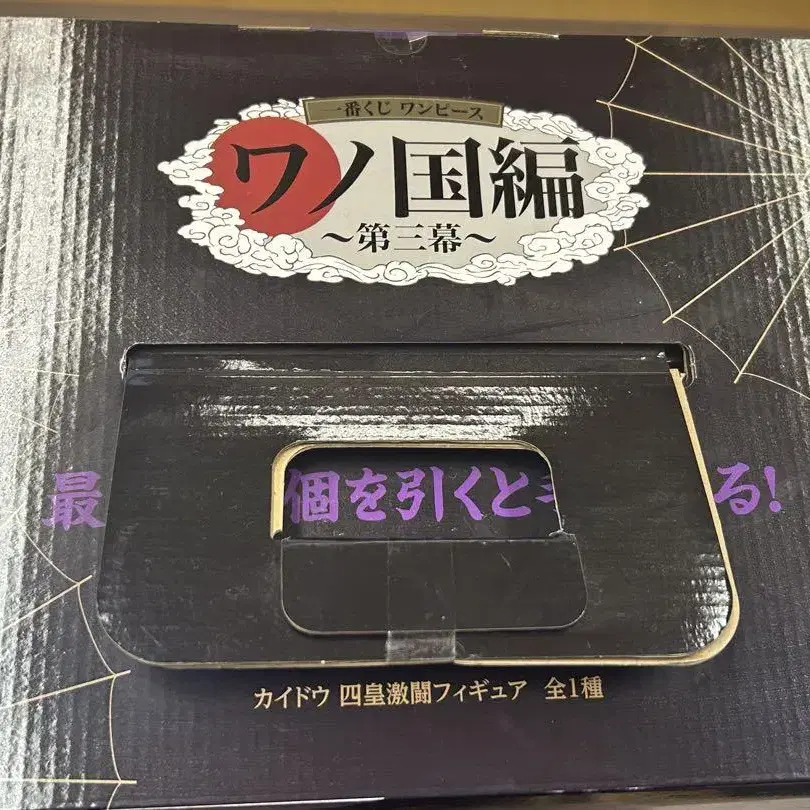 一番くじ ワンピース
ワノ国編
～第三幕～
最 個を引くと る!
カイドウ 四皇激闘フィギュア 全1種